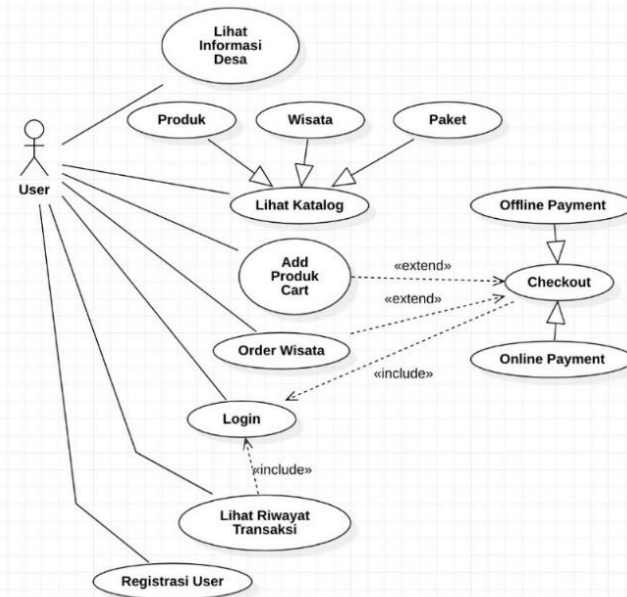 Lihat
Informasi
Desa
Produk
Wisata
Paket
User
Lihat Katalog
Offline Payment
Add
Produk
Cart
«extend»
Checkout
«extend»
Order Wisata
Online Payment
«include»
Login
«include»
Lihat Riwayat
Transaksi
Registrasi User